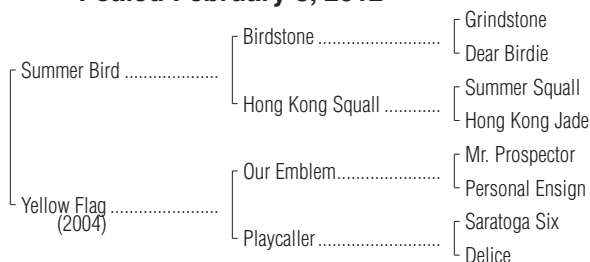 Foaled February 2012
Grindstone
Birdstone ........................
Dear Birdie
Summer Bird ...................
Summer Squall
Hong Kong Squall ...........
Hong Kong Jade
Mr. Prospector
Our Emblem.....................
Personal Ensign
Yellow Flag ......................
(2004)
Saratoga Six
Playcaller ........................
Delice